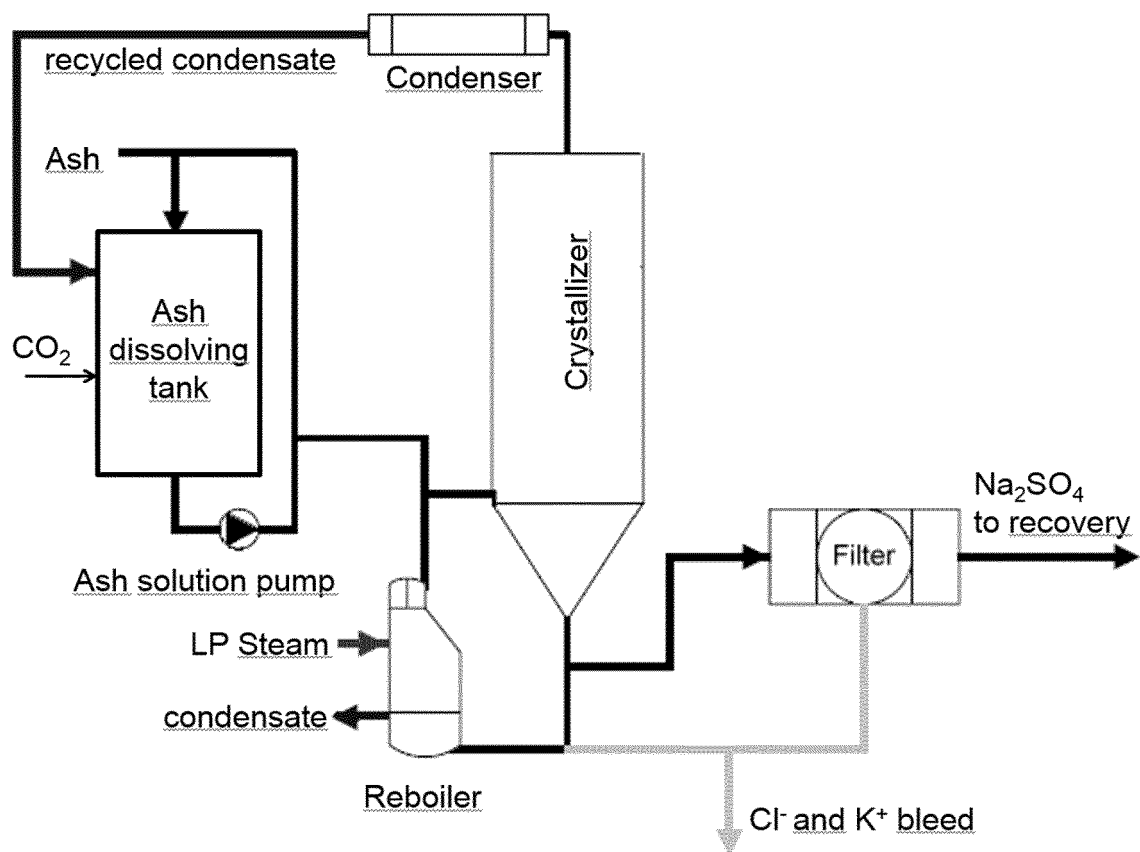 recycled condensate
Condenser
Ash
Ash
dissolving
tank
CO₂
Crystallizer
Ash solution pump
LP Steam
condensate
Reboiler
Filter
Na₂SO₄
to recovery
Cl⁻ and K⁺ bleed